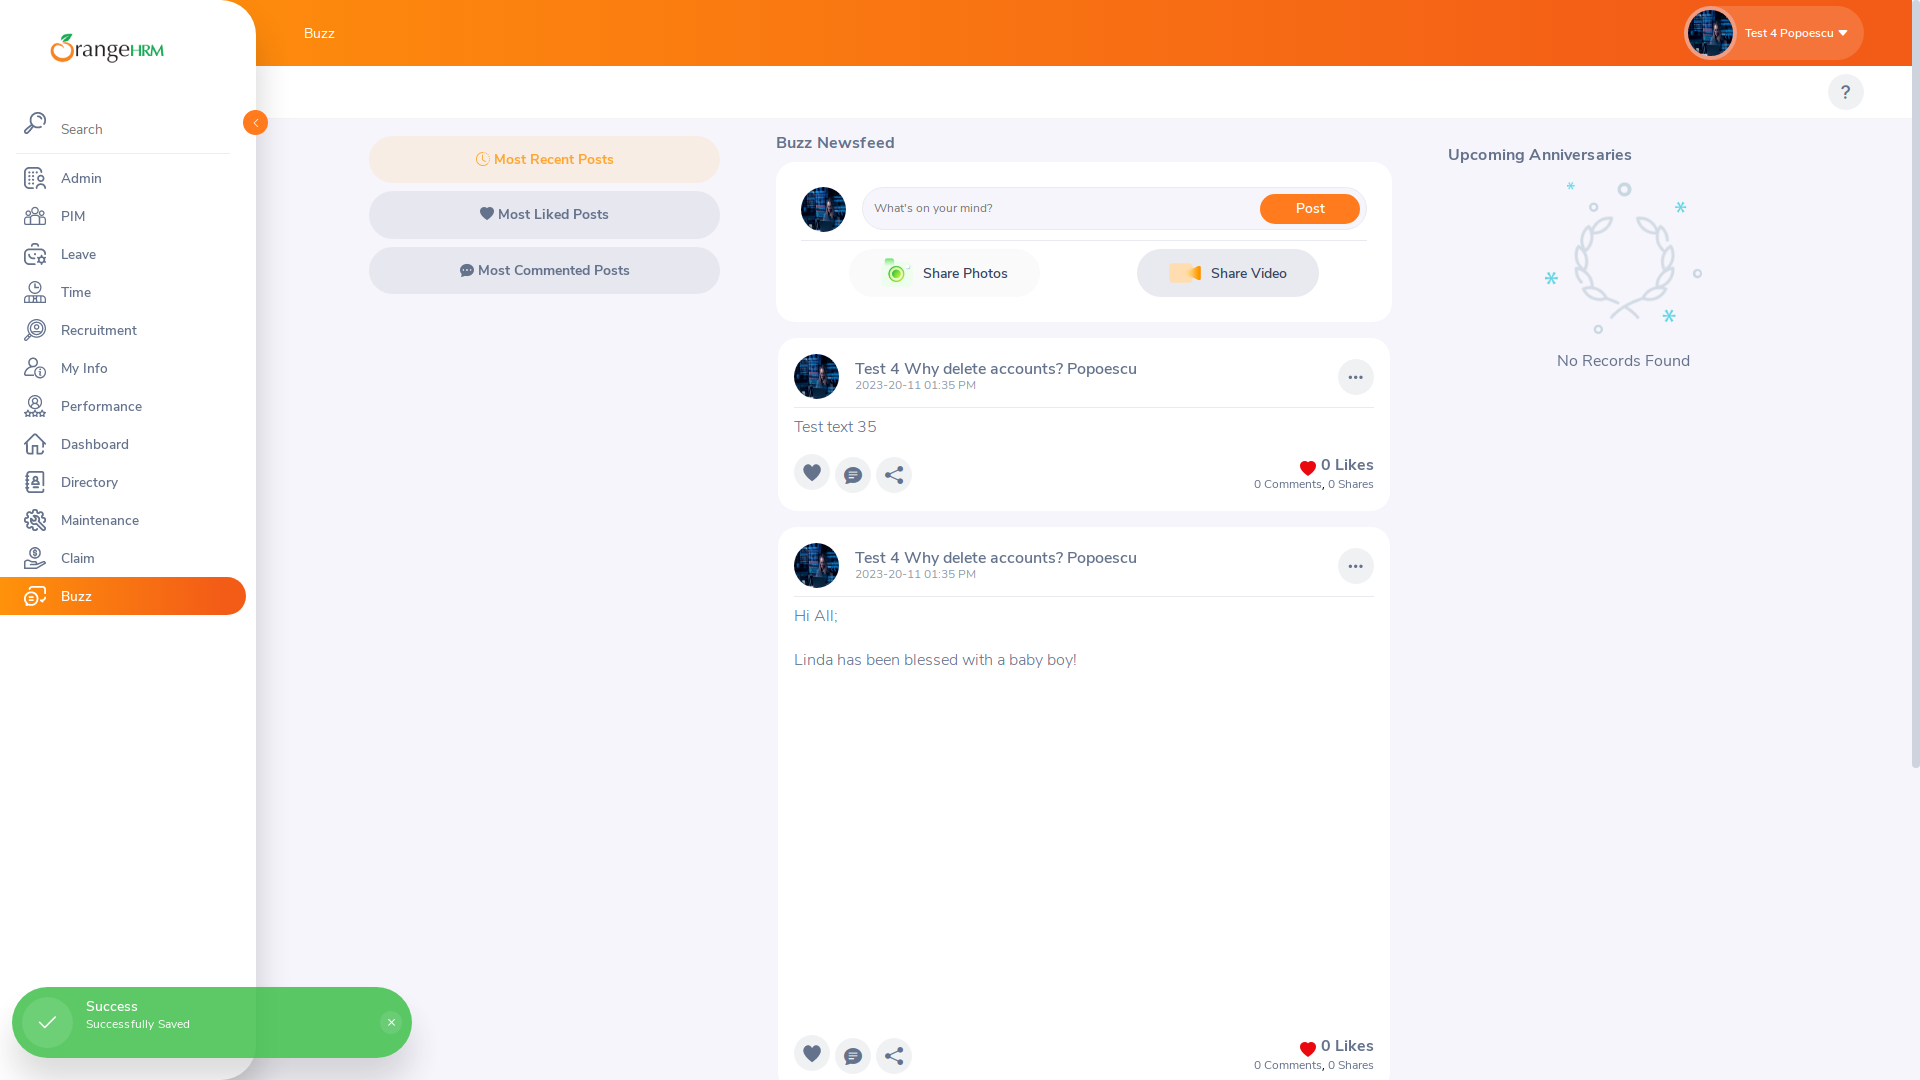 OrangeHRM
Search
Admin
PIM
Leave
Time
Recruitment
My Info
Performance
Dashboard
Directory
Maintenance
Claim
Buzz
Buzz
Test 4 Popoescu
?
Most Recent Posts
Most Liked Posts
Most Commented Posts
Buzz Newsfeed
What's on your mind?
Post
Share Photos
Share Video
Test 4 Why delete accounts? Popoescu
2023-20-11 01:35 PM
Test text 35
0 Likes
0 Comments, 0 Shares
Test 4 Why delete accounts? Popoescu
2023-20-11 01:35 PM
Hi All;
Linda has been blessed with a baby boy!
0 Likes
0 Comments, 0 Shares
Upcoming Anniversaries
No Records Found
Success
Successfully Saved
×